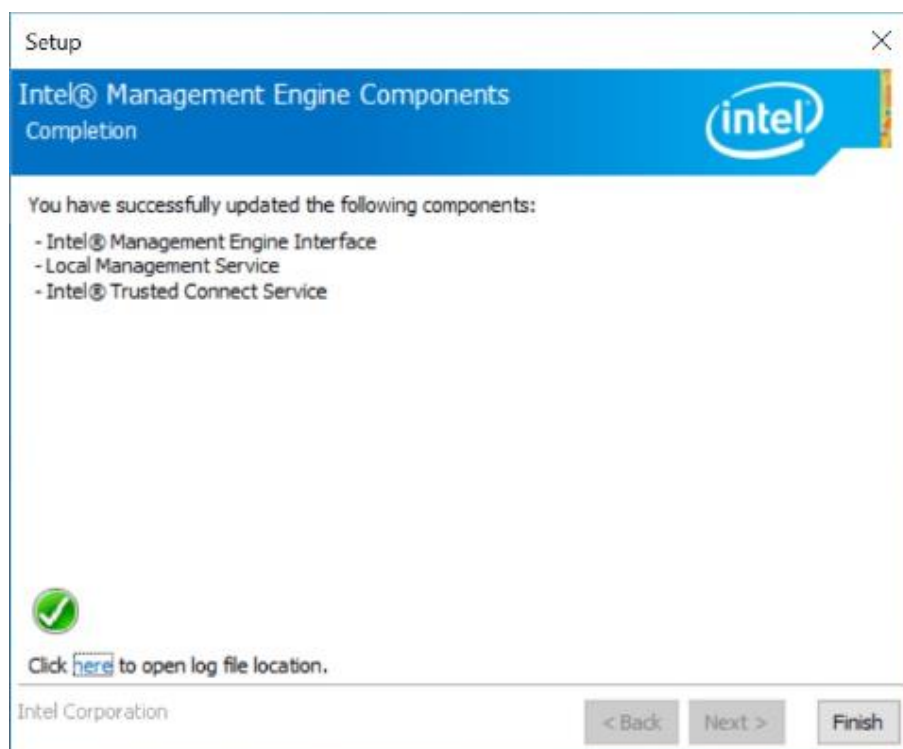 Setup
Intel® Management Engine Components
Completion
intel
You have successfully updated the following components:
- Intel® Management Engine Interface
- Local Management Service
- Intel® Trusted Connect Service
Click here to open log file location.
Intel Corporation
< Back Next > Finish